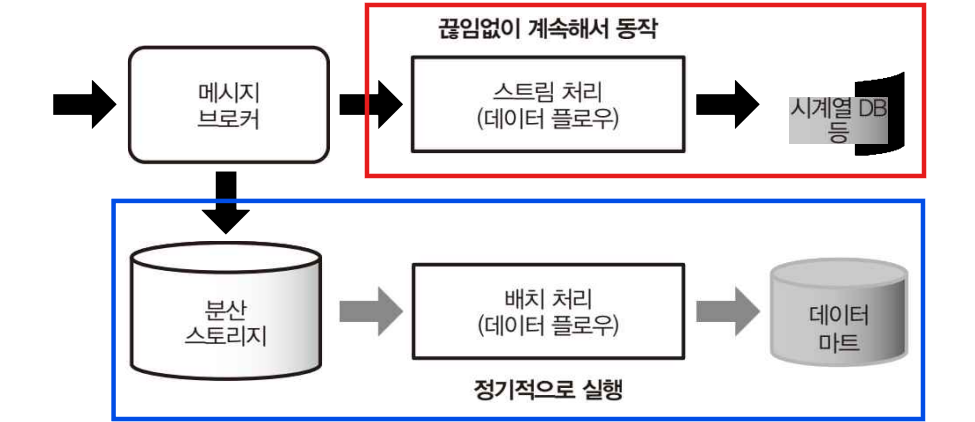 끊임없이 계속해서 동작
메시지
브로커
스트림 처리
(데이터 플로우)
시계열 DB
등
분산
스토리지
배치 처리
(데이터 플로우)
데이터
마트
정기적으로 실행